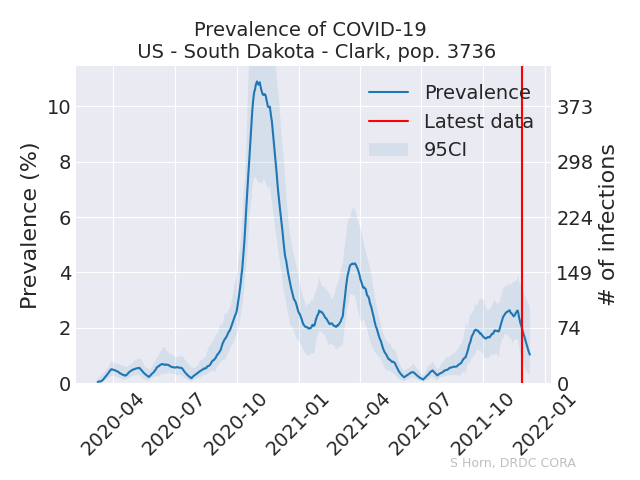 Prevalence of COVID-19
US - South Dakota - Clark, pop. 3736
Prevalence
Latest data
95CI
Prevalence (%)
10
8
6
4
2
0
373
298
224
149
74
0
# of infections
2020-04
2020-07
2020-10
2021-01
2021-04
2021-07
2021-10
2022-01
S Horn, DRDC CORA